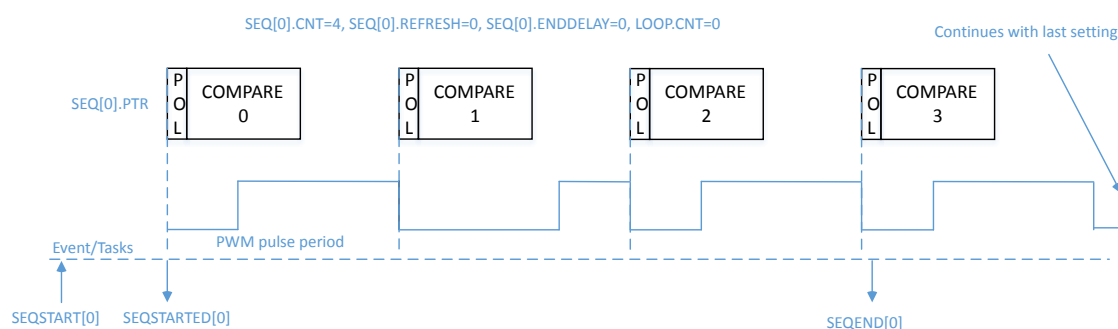 SEQ[0].CNT=4, SEQ[0].REFRESH=0, SEQ[0].ENDDELAY=0, LOOP.CNT=0
Continues with last setting
SEQ[0].PTR
P
O
L
COMPARE
0
P
O
L
COMPARE
1
P
O
L
COMPARE
2
P
O
L
COMPARE
3
Event/Tasks
PWM pulse period
SEQSTART[0]
SEQSTARTED[0]
SEQEND[0]